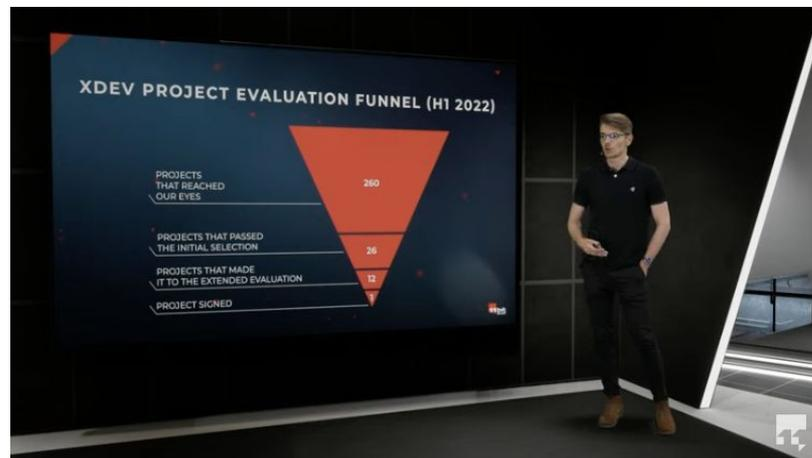 XDEV PROJECT EVALUATION FUNNEL (H1 2022)
PROJECTS
THAT REACHED
OUR EYES
260
PROJECTS THAT PASSED
THE INITIAL SELECTION
26
PROJECTS THAT MADE
IT TO THE EXTENDED EVALUATION
12
PROJECT SIGNED
1